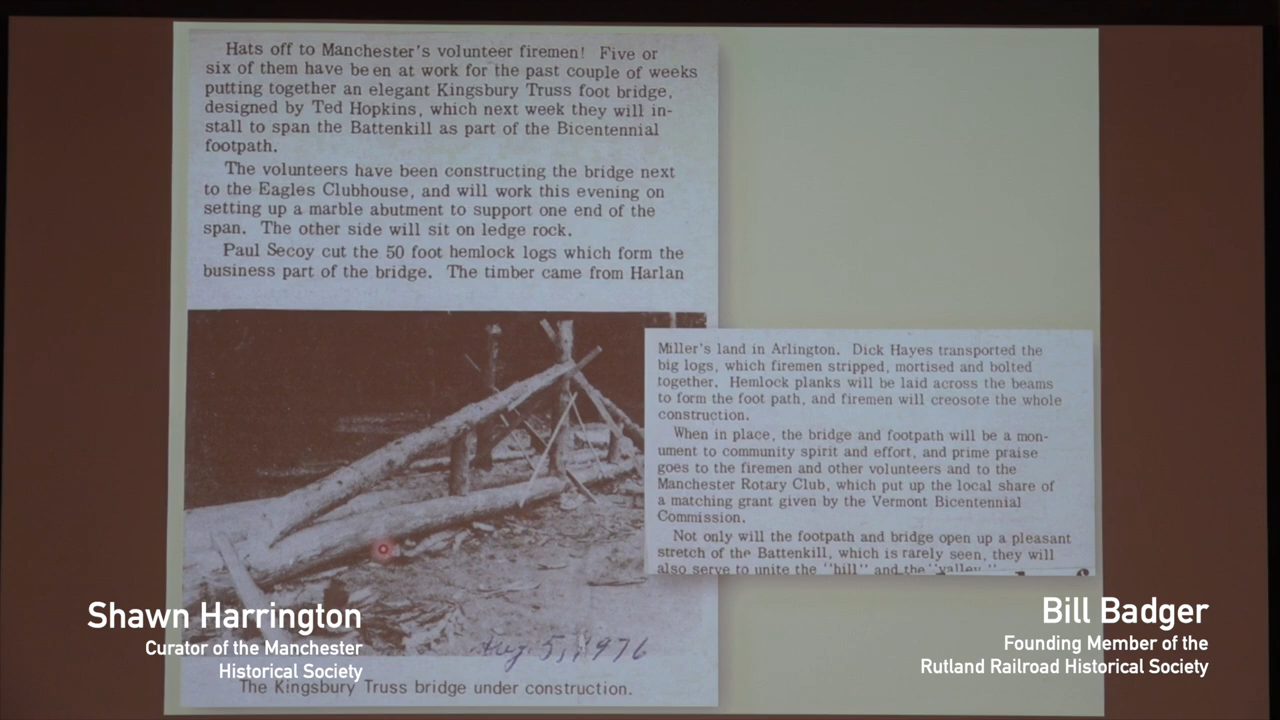 Hats off to Manchester's volunteer firemen! Five or
six of them have been at work for the past couple of weeks
putting together an elegant Kingsbury Truss foot bridge,
designed by Ted Hopkins, which next week they will in-
stall to span the Battenkill as part of the Bicentennial
footpath.
The volunteers have been constructing the bridge next
to the Eagles Clubhouse, and will work this evening on
setting up a marble abutment to support one end of the
span. The other side will sit on ledge rock.
Paul Secoy cut the 50 foot hemlock logs which form the
business part of the bridge. The timber came from Harlan
Miller's land in Arlington. Dick Hayes transported the
big logs, which firemen stripped, mortised and bolted
together. Hemlock planks will be laid across the beams
to form the foot path, and firemen will creosote the whole
construction.
When in place, the bridge and footpath will be a mon-
ument to community spirit and effort, and prime praise
goes to the firemen and other volunteers and to the
Manchester Rotary Club, which put up the local share of
a matching grant given by the Vermont Bicentennial
Commission.
Not only will the footpath and bridge open up a pleasant
stretch of the Battenkill, which is rarely seen, they will
also serve to unite the "hill" and the "valley."
Aug 5, 1976
The Kingsbury Truss bridge under construction.
Shawn Harrington
Curator of the Manchester
Historical Society
Bill Badger
Founding Member of the
Rutland Railroad Historical Society